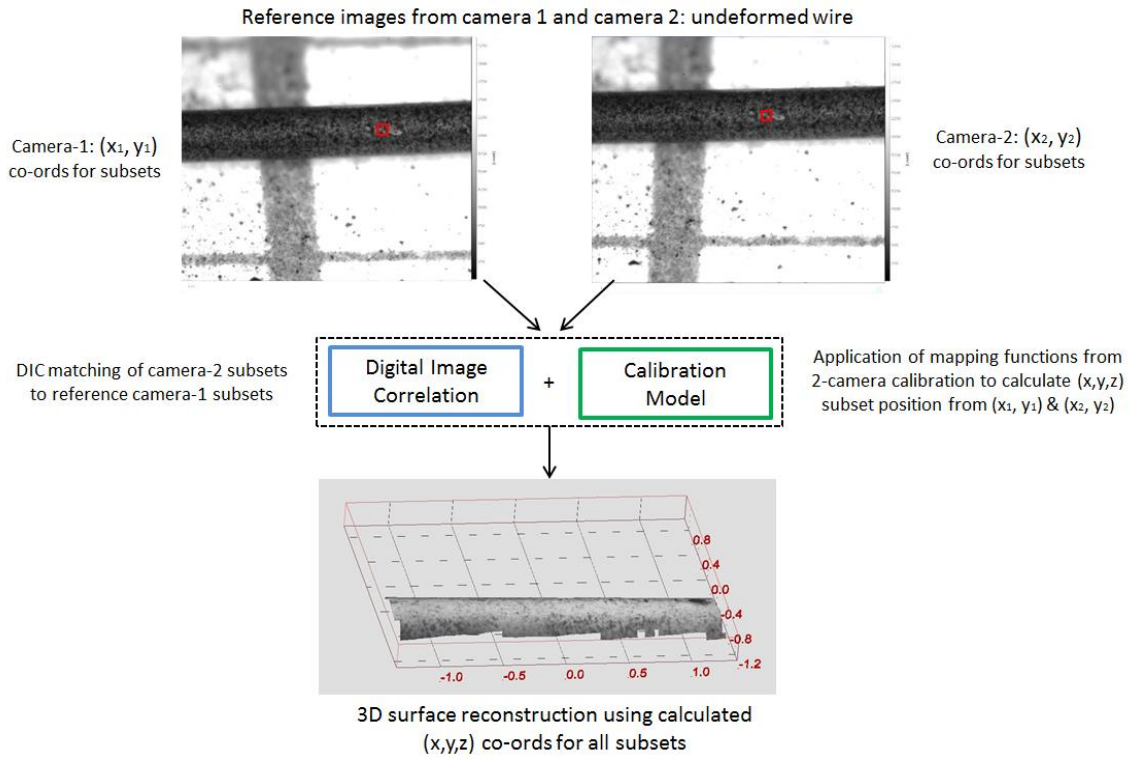 Reference images from camera 1 and camera 2: undeformed wire
Camera-1: (x₁, y₁)
co-ords for subsets
Camera-2: (x₂, y₂)
co-ords for subsets
DIC matching of camera-2 subsets
to reference camera-1 subsets
Digital Image
Correlation
+
Calibration
Model
Application of mapping functions from
2-camera calibration to calculate (x,y,z)
subset position from (x₁, y₁) & (x₂, y₂)
0.8
0.4
0.0
-0.4
-0.8
-1.2
-1.0
-0.5
0.0
0.5
1.0
3D surface reconstruction using calculated
(x,y,z) co-ords for all subsets